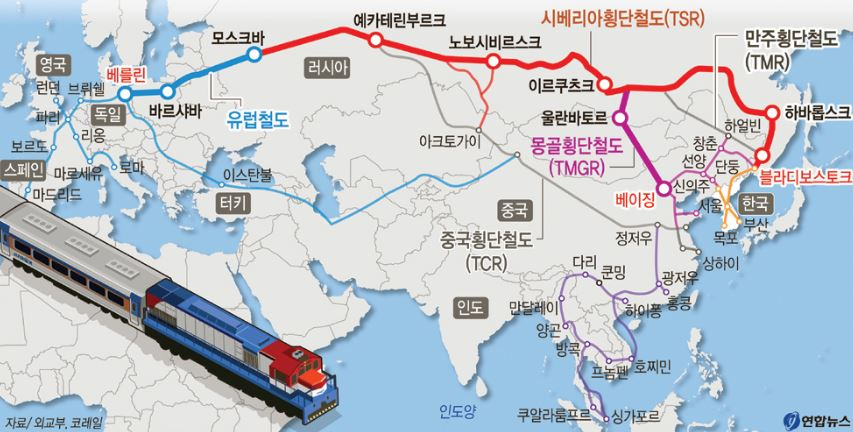 시베리아횡단철도(TSR)
예카테린부르크
노보시비르스크
만주횡단철도
(TMR)
모스크바
영국
베를린
러시아
이르쿠츠크
런던
브뤼셀
파리
독일
바르샤바
유럽철도
울란바토르
하얼빈
하바롭스크
보르도
리옹
아크토가이
몽골횡단철도
(TMGR)
창춘
선양
단둥
스페인
마르세유
로마
이스탄불
블라디보스토크
마드리드
터키
베이징
신의주
중국
서울
한국
중국횡단철도
(TCR)
정저우
목포
부산
상하이
다리
쿤밍
광저우
인도
만달레이
하이퐁
홍콩
양곤
방콕
프놈펜
호찌민
인도양
쿠알라룸프르
싱가포르
자료/ 외교부, 코레일
연합뉴스